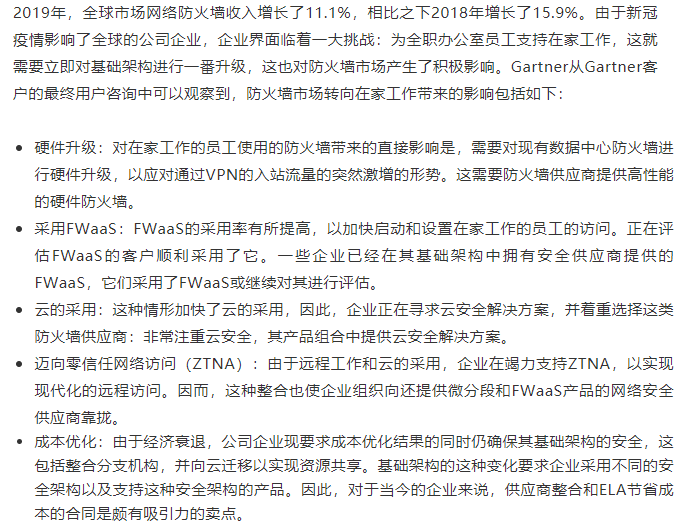 2019年，全球市场网络防火墙收入增长了11.1%，相比之下2018年增长了15.9%。由于新冠
疫情影响了全球的公司企业，企业界面临着一大挑战：为全职办公室员工支持在家工作，这就
需要立即对基础架构进行一番升级，这也对防火墙市场产生了积极影响。Gartner从Gartner客
户的最终用户咨询中可以观察到，防火墙市场转向在家工作带来的影响包括如下：
• 硬件升级：对在家工作的员工使用的防火墙带来的直接影响是，需要对现有数据中心防火墙进
行硬件升级，以应对通过VPN的入站流量的突然激增的形势。这需要防火墙供应商提供高性能
的硬件防火墙。
• 采用FWaaS：FWaaS的采用率有所提高，以加快启动和设置在家工作的员工的访问。正在评
估FWaaS的客户顺利采用了它。一些企业已经在其基础架构中拥有安全供应商提供的
FWaaS，它们采用了FWaaS或继续对其进行评估。
• 云的采用：这种情形加快了云的采用，因此，企业正在寻求云安全解决方案，并着重选择这类
防火墙供应商：非常注重云安全，其产品组合中提供云安全解决方案。
• 迈向零信任网络访问（ZTNA）：由于远程工作和云的采用，企业在竭力支持ZTNA，以实现
现代化的远程访问。因而，这种整合也使企业组织向还提供微分段和FWaaS产品的网络安全
供应商靠拢。
• 成本优化：由于经济衰退，公司企业现要求成本优化结果的同时仍确保其基础架构的安全，这
包括整合分支机构，并向云迁移以实现资源共享。基础架构的这种变化要求企业采用不同的安
全架构以及支持这种安全架构的产品。因此，对于当今的企业来说，供应商整合和ELA节省成
本的合同是颇有吸引力的卖点。